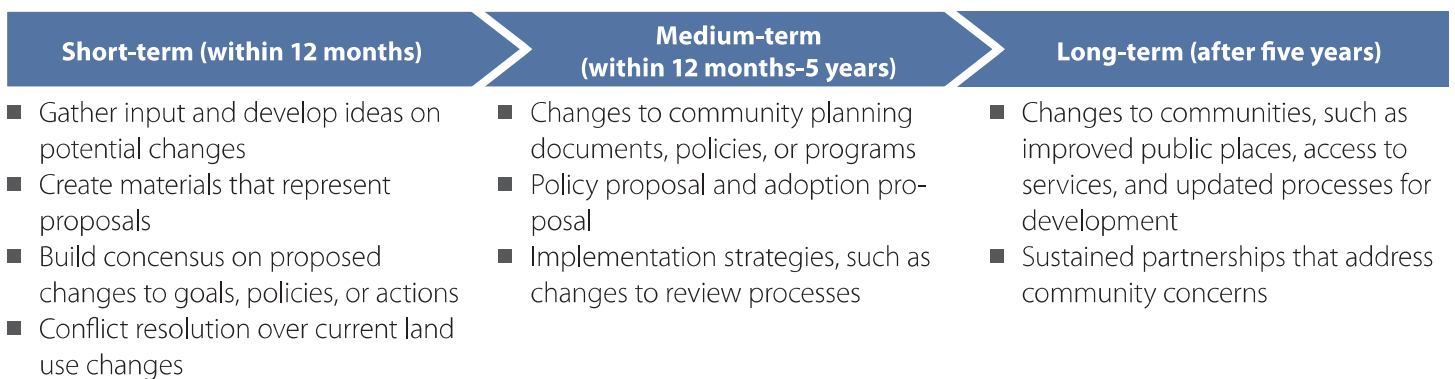 Short-term (within 12 months)
Medium-term
(within 12 months-5 years)
Long-term (after five years)
■ Gather input and develop ideas on
potential changes
■ Create materials that represent
proposals
■ Build concensus on proposed
changes to goals, policies, or actions
■ Conflict resolution over current land
use changes
■ Changes to community planning
documents, policies, or programs
■ Policy proposal and adoption pro-
posal
■ Implementation strategies, such as
changes to review processes
■ Changes to communities, such as
improved public places, access to
services, and updated processes for
development
■ Sustained partnerships that address
community concerns